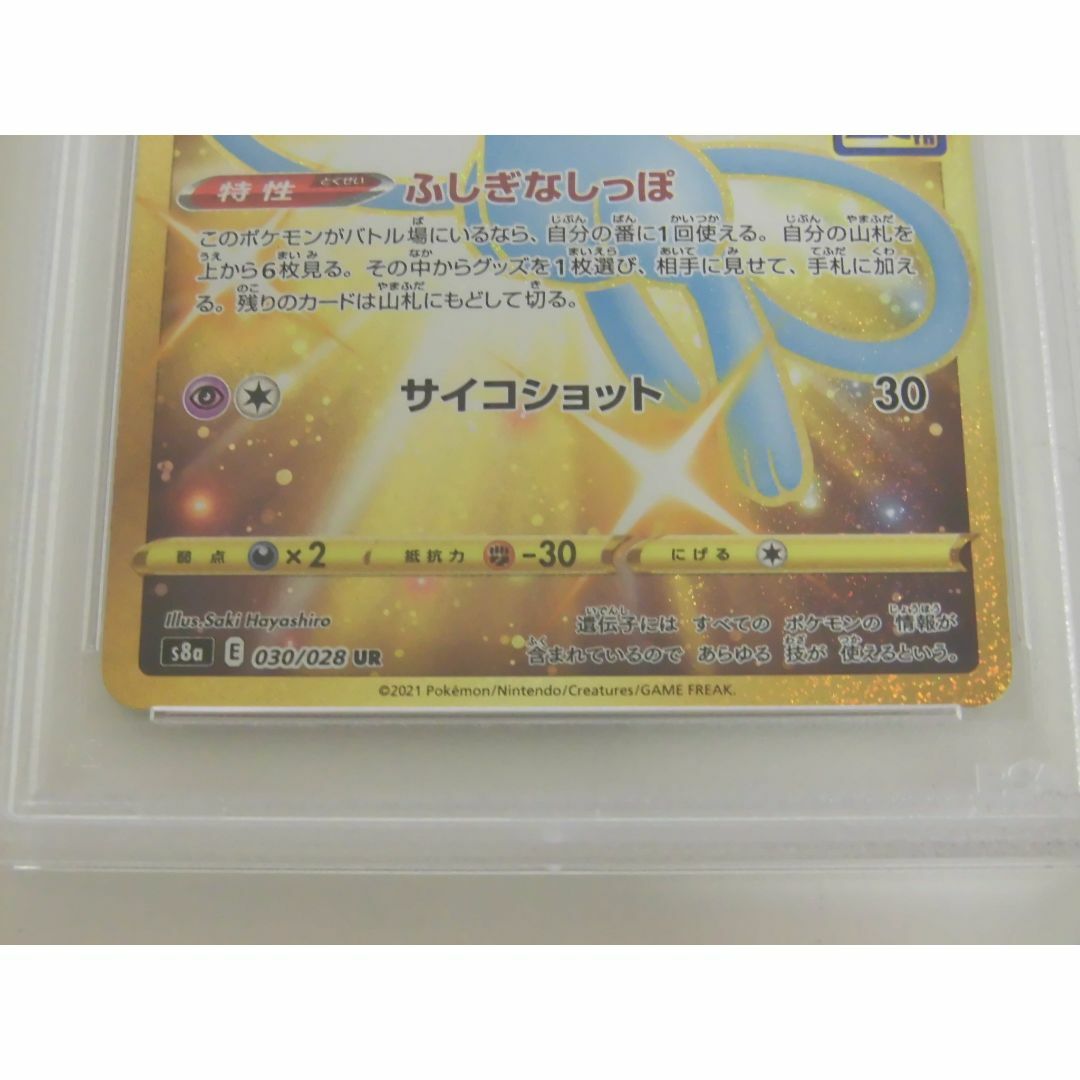 特性 とくせい ふしぎなしっぽ
このポケモンがバトル場にいるなら、自分の番に1回使える。自分の山札を
上から6枚見る。その中からグッズを1枚選び、相手に見せて、手札に加え
る。残りのカードは山札にもどして切る。
サイコショット 30
弱点 ×2 抵抗力 -30 にげる
Illus. Saki Hayashiro
遺伝子には すべての ポケモンの 情報が
含まれているので あらゆる 技が 使えるという。
s8a E 030/028 UR
©2021 Pokémon/Nintendo/Creatures/GAME FREAK.